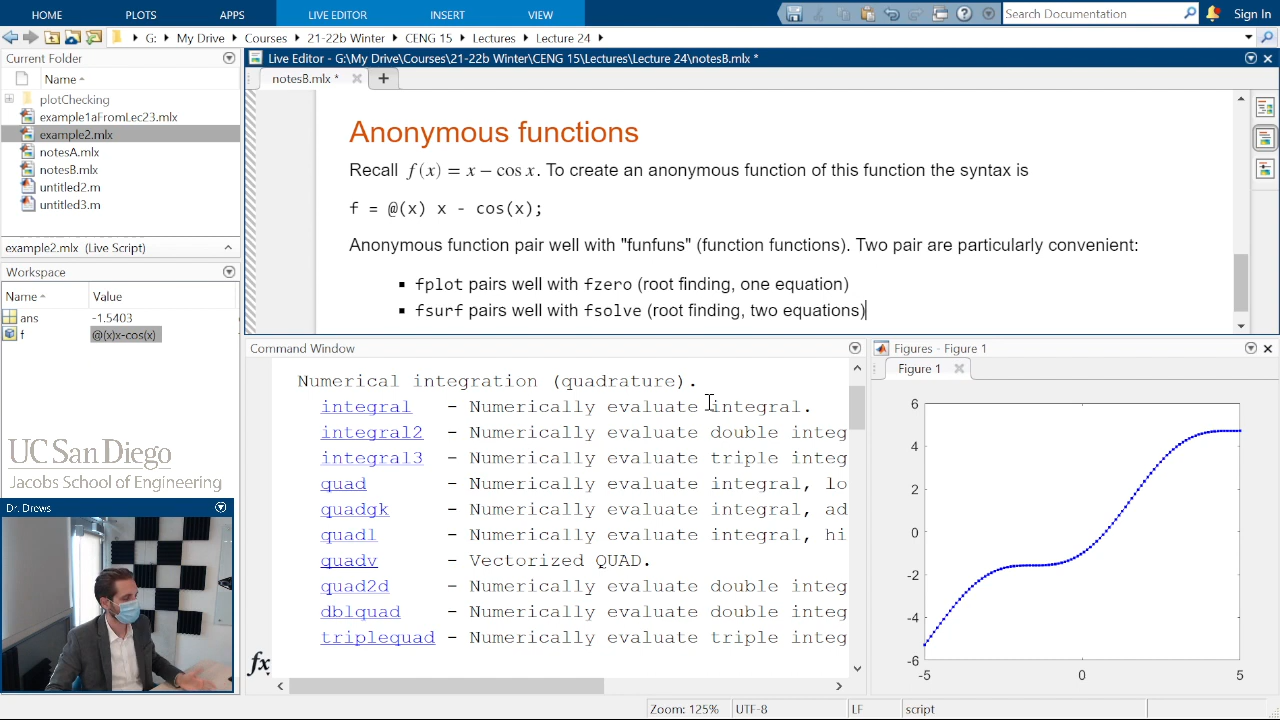 HOME PLOTS APPS LIVE EDITOR INSERT VIEW Search Documentation Sign In
G: My Drive Courses 21-22b Winter CENG 15 Lectures Lecture 24
Current Folder
Name
plotChecking
example1aFromLec23.mlx
example2.mlx
notesA.mlx
notesB.mlx
untitled2.m
untitled3.m
example2.mlx (Live Script)
Workspace
Name Value
ans -1.5403
f @(x)x-cos(x)
UC San Diego
Jacobs School of Engineering
Dr. Drews
Live Editor - G:\My Drive\Courses\21-22b Winter\CENG 15\Lectures\Lecture 24\notesB.mlx *
notesB.mlx *
Anonymous functions
Recall f(x) = x − cos x. To create an anonymous function of this function the syntax is
f = @(x) x - cos(x);
Anonymous function pair well with "funfuns" (function functions). Two pair are particularly convenient:
▪ fplot pairs well with fzero (root finding, one equation)
▪ fsurf pairs well with fsolve (root finding, two equations)
Command Window
Numerical integration (quadrature).
integral - Numerically evaluate integral.
integral2 - Numerically evaluate double integ
integral3 - Numerically evaluate triple integ
quad - Numerically evaluate integral, lo
quadgk - Numerically evaluate integral, ad
quadl - Numerically evaluate integral, hi
quadv - Vectorized QUAD.
quad2d - Numerically evaluate double integ
dblquad - Numerically evaluate double integ
triplequad - Numerically evaluate triple integ
fx
Figures - Figure 1
Figure 1
6
4
2
0
-2
-4
-6
-5 0 5
Zoom: 125% UTF-8 LF script